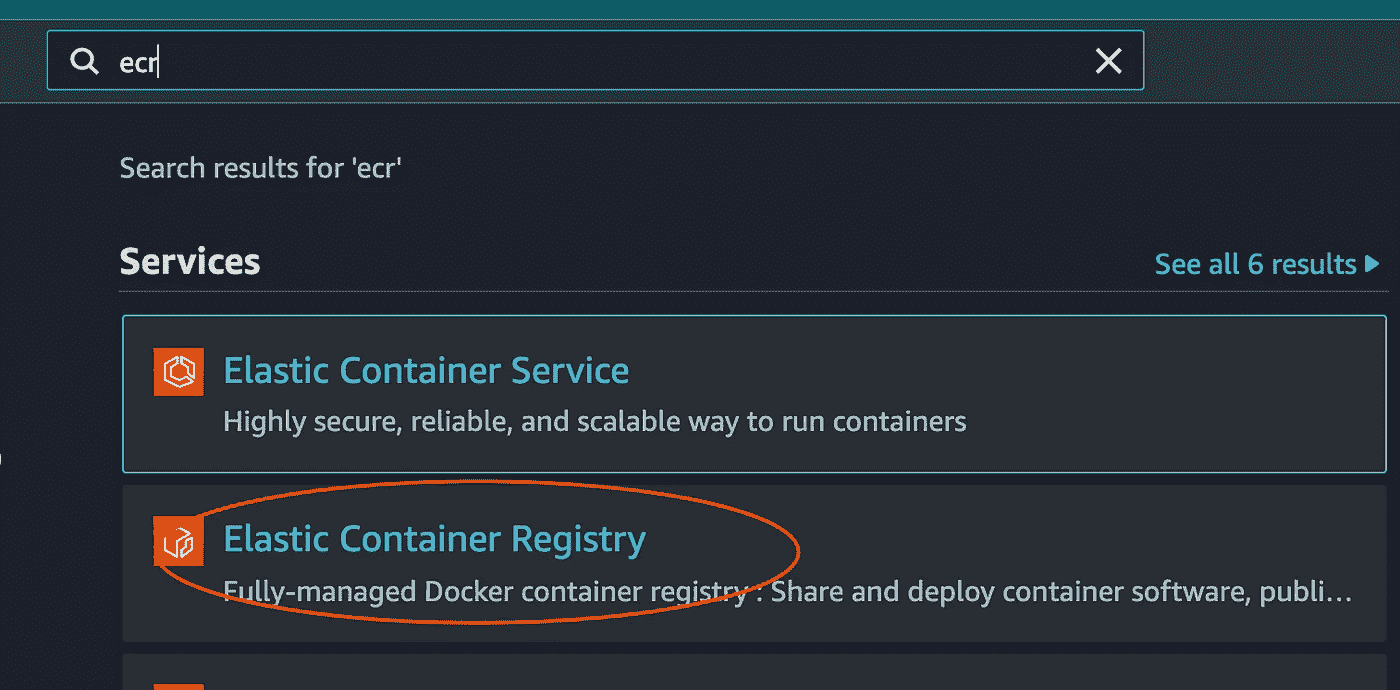 ecr
Search results for 'ecr'
Services
See all 6 results
Elastic Container Service
Highly secure, reliable, and scalable way to run containers
Elastic Container Registry
Fully-managed Docker container registry : Share and deploy container software, publi...